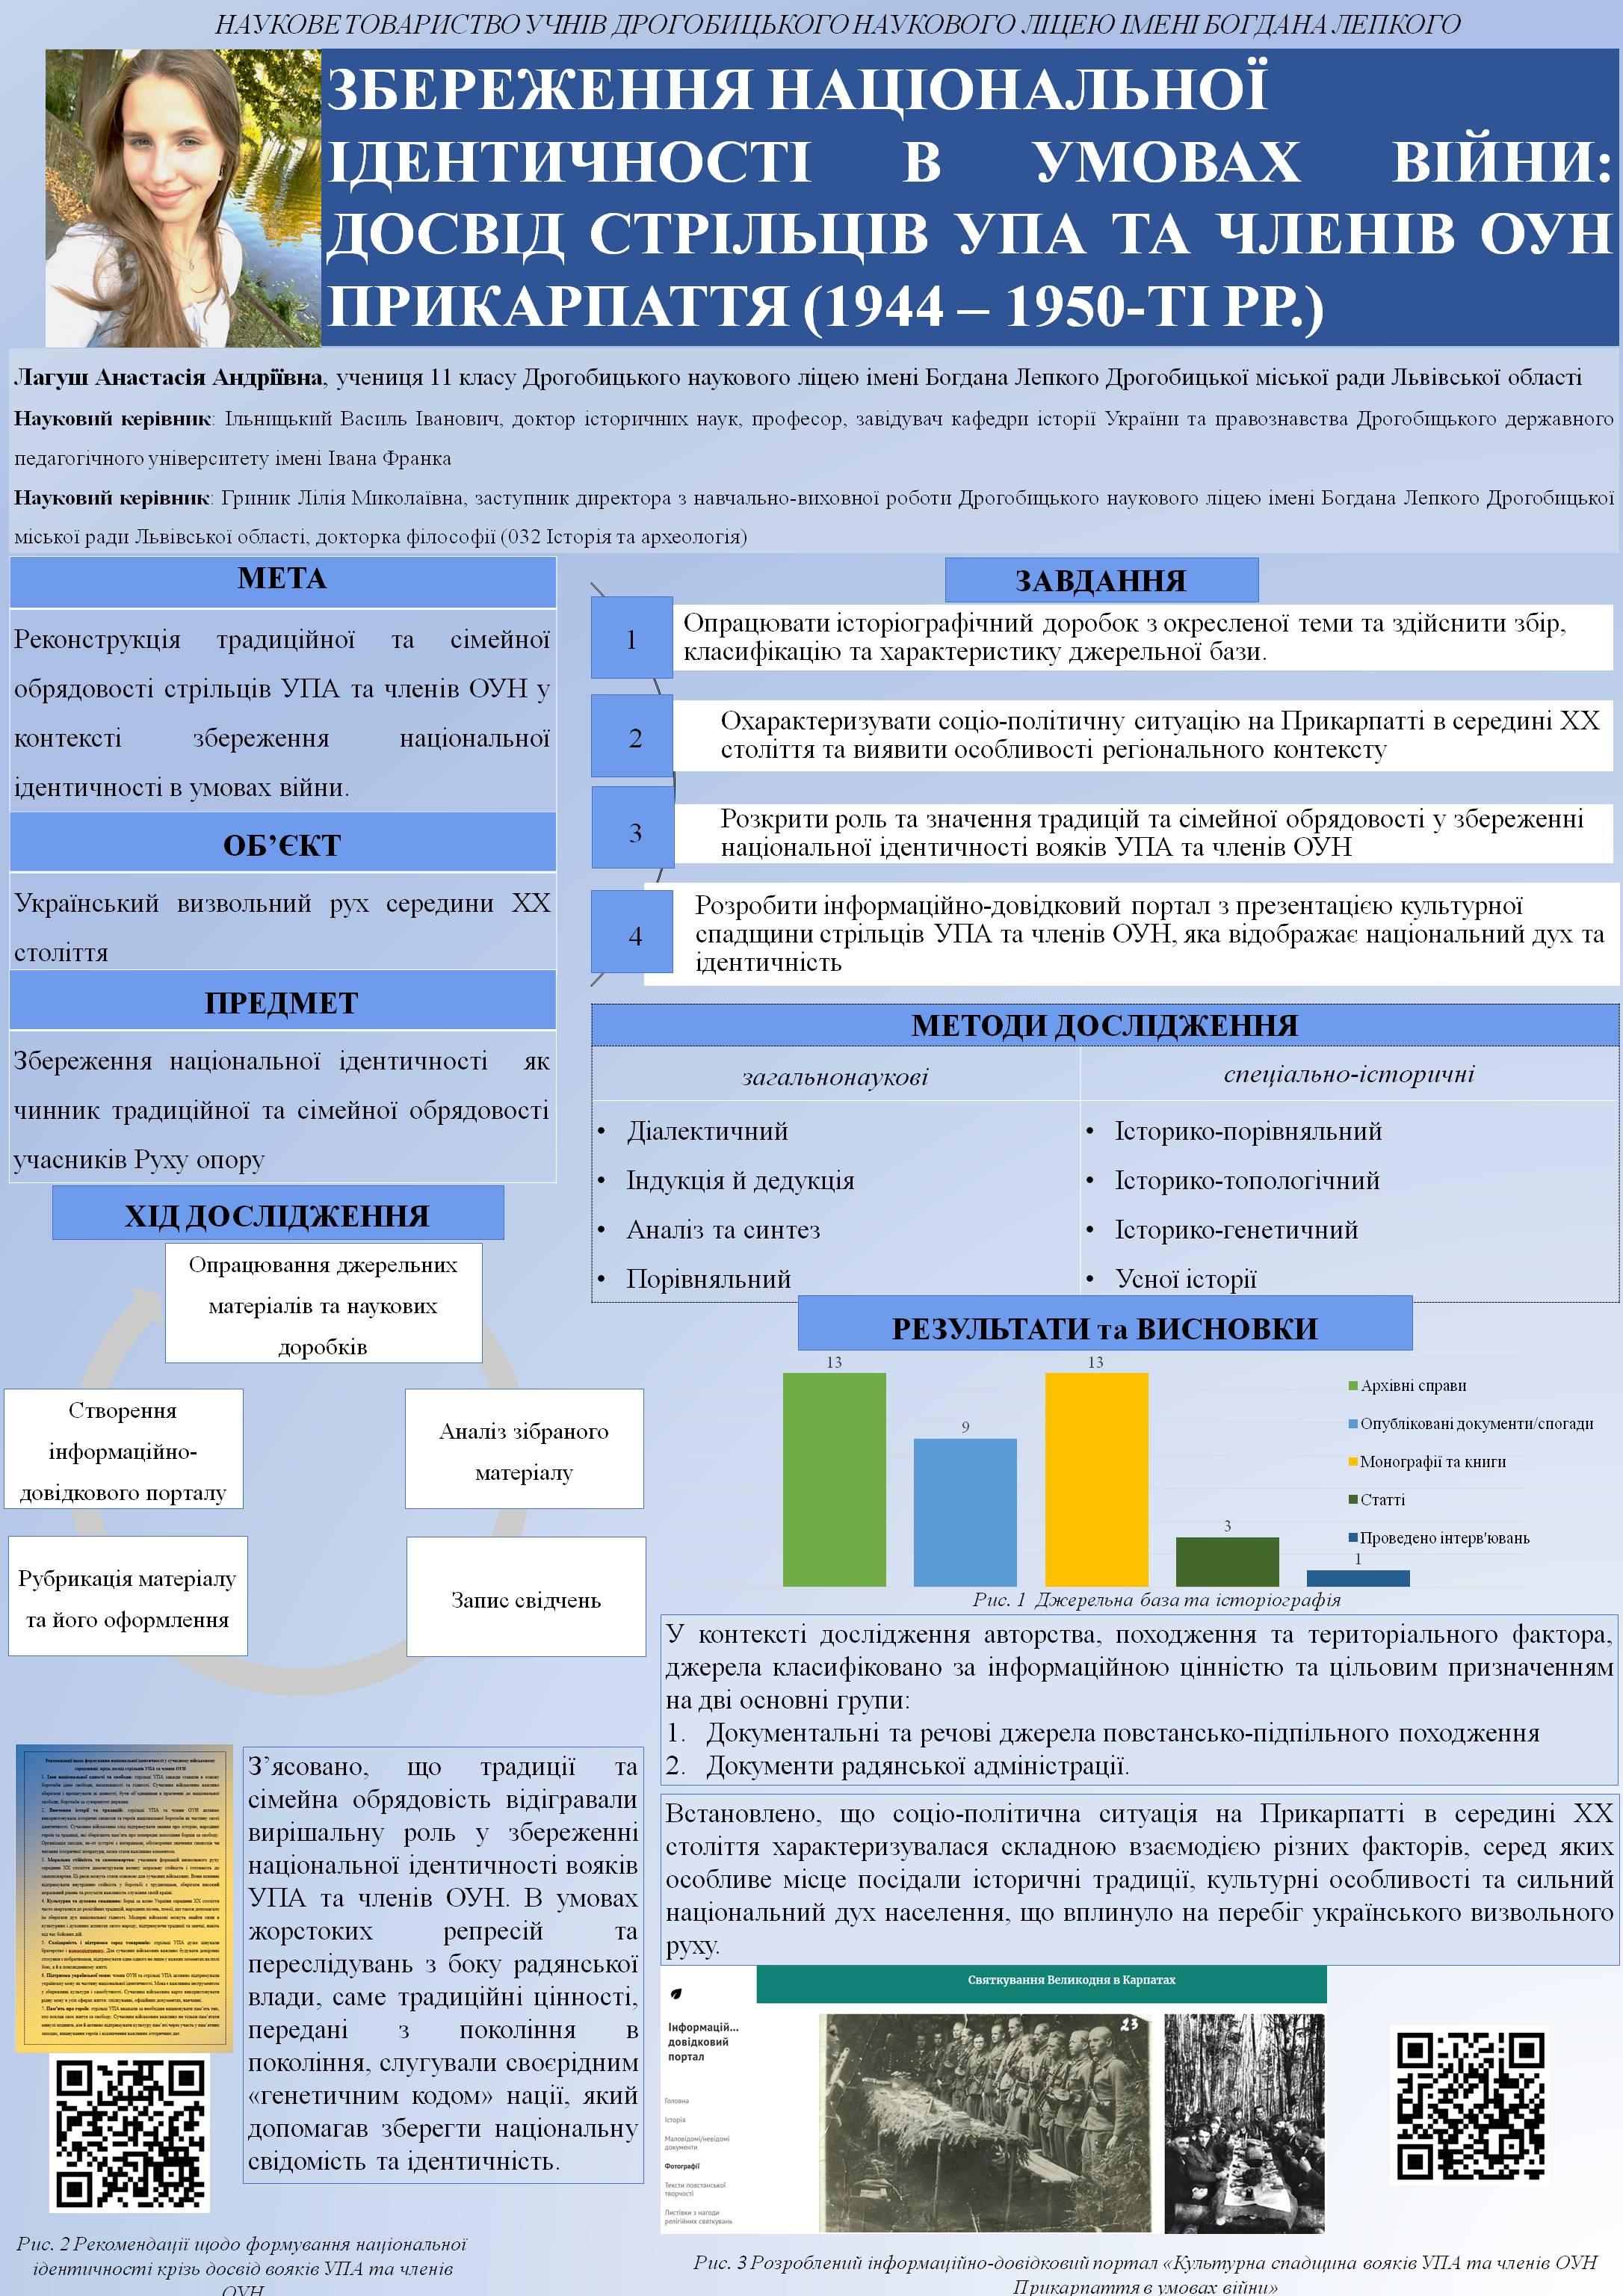 НАУКОВЕ ТОВАРИСТВО УЧНІВ ДРОГОБИЦЬКОГО НАУКОВОГО ЛІЦЕЮ ІМЕНІ БОГДАНА ЛЕПКОГО
ЗБЕРЕЖЕННЯ НАЦІОНАЛЬНОЇ
ІДЕНТИЧНОСТІ В УМОВАХ ВІЙНИ:
ДОСВІД СТРІЛЬЦІВ УПА ТА ЧЛЕНІВ ОУН
ПРИКАРПАТТЯ (1944 – 1950-ТІ РР.)
Лагуш Анастасія Андріївна, учениця 11 класу Дрогобицького наукового ліцею імені Богдана Лепкого Дрогобицької міської ради Львівської області
Науковий керівник: Ільницький Василь Іванович, доктор історичних наук, професор, завідувач кафедри історії України та правознавства Дрогобицького державного
педагогічного університету імені Івана Франка
Науковий керівник: Гриник Лілія Миколаївна, заступник директора з навчально-виховної роботи Дрогобицького наукового ліцею імені Богдана Лепкого Дрогобицької
міської ради Львівської області, докторка філософії (032 Історія та археологія)
МЕТА
Реконструкція традиційної та сімейної
обрядовості стрільців УПА та членів ОУН у
контексті збереження національної
ідентичності в умовах війни.
ОБ’ЄКТ
Український визвольний рух середини ХХ
століття
ПРЕДМЕТ
Збереження національної ідентичності як
чинник традиційної та сімейної обрядовості
учасників Руху опору
ЗАВДАННЯ
1
Опрацювати історіографічний доробок з окресленої теми та здійснити збір,
класифікацію та характеристику джерельної бази.
2
Охарактеризувати соціо-політичну ситуацію на Прикарпатті в середині ХХ
століття та виявити особливості регіонального контексту
3
Розкрити роль та значення традицій та сімейної обрядовості у збереженні
національної ідентичності вояків УПА та членів ОУН
4
Розробити інформаційно-довідковий портал з презентацією культурної
спадщини стрільців УПА та членів ОУН, яка відображає національний дух та
ідентичність
МЕТОДИ ДОСЛІДЖЕННЯ
загальнонаукові
спеціально-історичні
• Діалектичний
• Індукція й дедукція
• Аналіз та синтез
• Порівняльний
• Історико-порівняльний
• Історико-топологічний
• Історико-генетичний
• Усної історії
ХІД ДОСЛІДЖЕННЯ
Опрацювання джерельних
матеріалів та наукових
доробків
Аналіз зібраного
матеріалу
Запис свідчень
Рубрикація матеріалу
та його оформлення
Створення
інформаційно-
довідкового порталу
РЕЗУЛЬТАТИ та ВИСНОВКИ
13
9
13
3
1
Архівні справи
Опубліковані документи/спогади
Монографії та книги
Статті
Проведено інтерв'ювань
Рис. 1 Джерельна база та історіографія
У контексті дослідження авторства, походження та територіального фактора,
джерела класифіковано за інформаційною цінністю та цільовим призначенням
на дві основні групи:
1. Документальні та речові джерела повстансько-підпільного походження
2. Документи радянської адміністрації.
Встановлено, що соціо-політична ситуація на Прикарпатті в середині ХХ
століття характеризувалася складною взаємодією різних факторів, серед яких
особливе місце посідали історичні традиції, культурні особливості та сильний
національний дух населення, що вплинуло на перебіг українського визвольного
руху.
З’ясовано, що традиції та
сімейна обрядовість відігравали
вирішальну роль у збереженні
національної ідентичності вояків
УПА та членів ОУН. В умовах
жорстоких репресій та
переслідувань з боку радянської
влади, саме традиційні цінності,
передані з покоління в
покоління, слугували своєрідним
«генетичним кодом» нації, який
допомагав зберегти національну
свідомість та ідентичність.
Святкування Великодня в Карпатах
Інформацій...
довідковий
портал
Головна
Історія
Маловідомі/невідомі
документи
Фотографії
Тексти повстанської
творчості
Листівки з нагоди
релігійних святкувань
23
Рис. 2 Рекомендації щодо формування національної
ідентичності крізь досвід вояків УПА та членів
ОУН
Рис. 3 Розроблений інформаційно-довідковий портал «Культурна спадщина вояків УПА та членів ОУН
Прикарпаття в умовах війни»